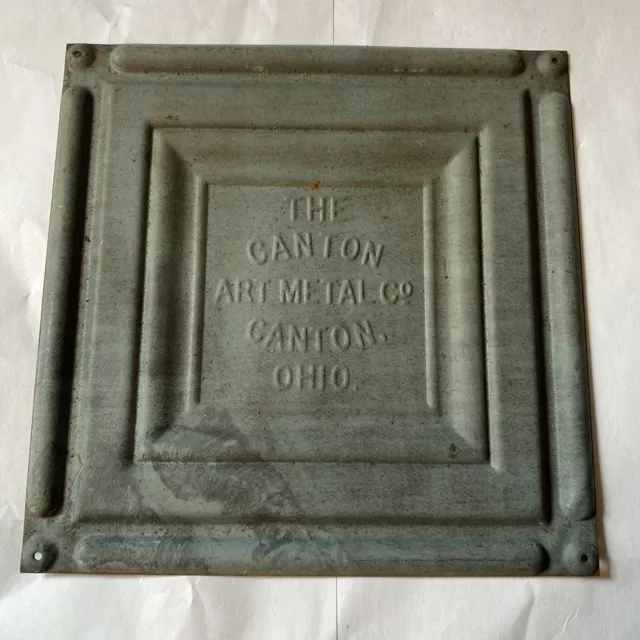 THE
CANTON
ART METAL CO
CANTON.
OHIO.